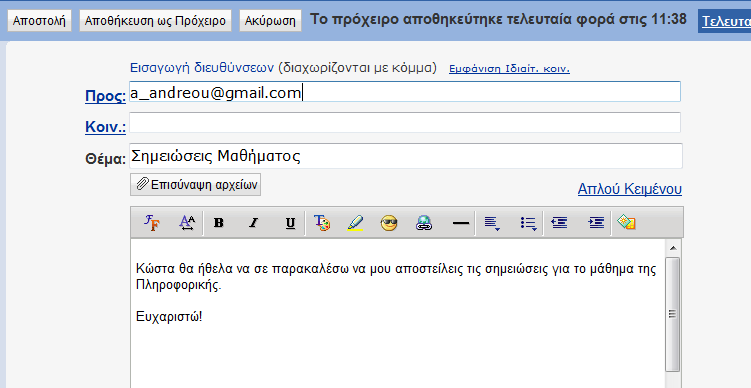 Αποστολή Αποθήκευση ως Πρόχειρο Ακύρωση Το πρόχειρο αποθηκεύτηκε τελευταία φορά στις 11:38
Εισαγωγή διευθύνσεων (διαχωρίζονται με κόμμα) Εμφάνιση Ιδιαίτ. κοιν.
Προς: a_andreou@gmail.com
Κοιν.:
Θέμα: Σημειώσεις Μαθήματος
Επισύναψη αρχείων Απλού Κειμένου
B I U
Κώστα θα ήθελα να σε παρακαλέσω να μου αποστείλεις τις σημειώσεις για το μάθημα της
Πληροφορικής.
Ευχαριστώ!